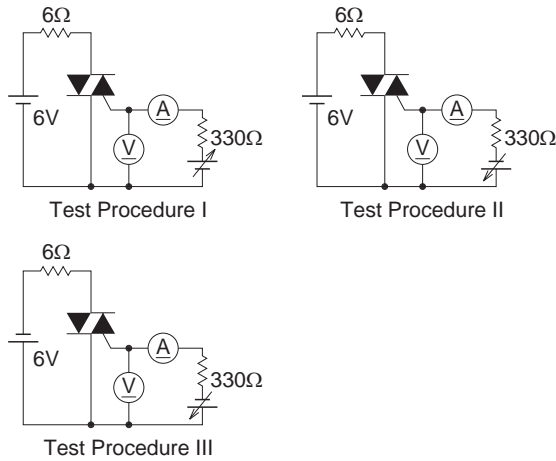 6Ω
6V
A
V
330Ω
Test Procedure I
6Ω
6V
A
V
330Ω
Test Procedure II
6Ω
6V
A
V
330Ω
Test Procedure III